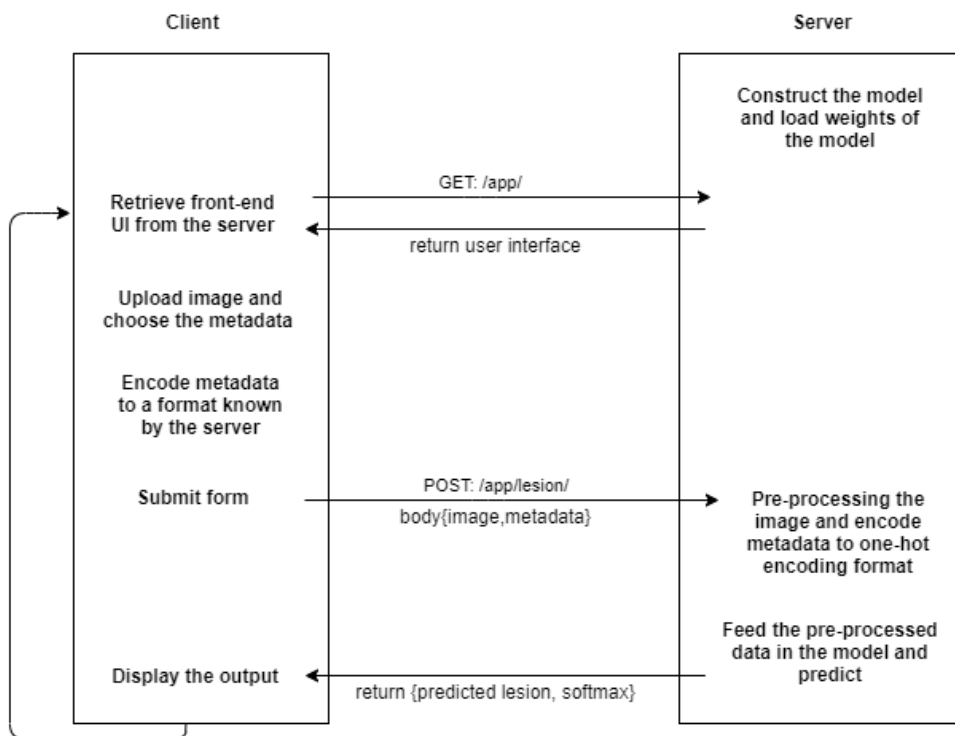 Client
Server
Construct the model
and load weights of
the model
GET: /app/
Retrieve front-end
UI from the server
return user interface
Upload image and
choose the metadata
Encode metadata
to a format known
by the server
Submit form
POST: /app/lesion/
body{image,metadata}
Pre-processing the
image and encode
metadata to one-hot
encoding format
Feed the pre-processed
data in the model and
predict
Display the output
return {predicted lesion, softmax}